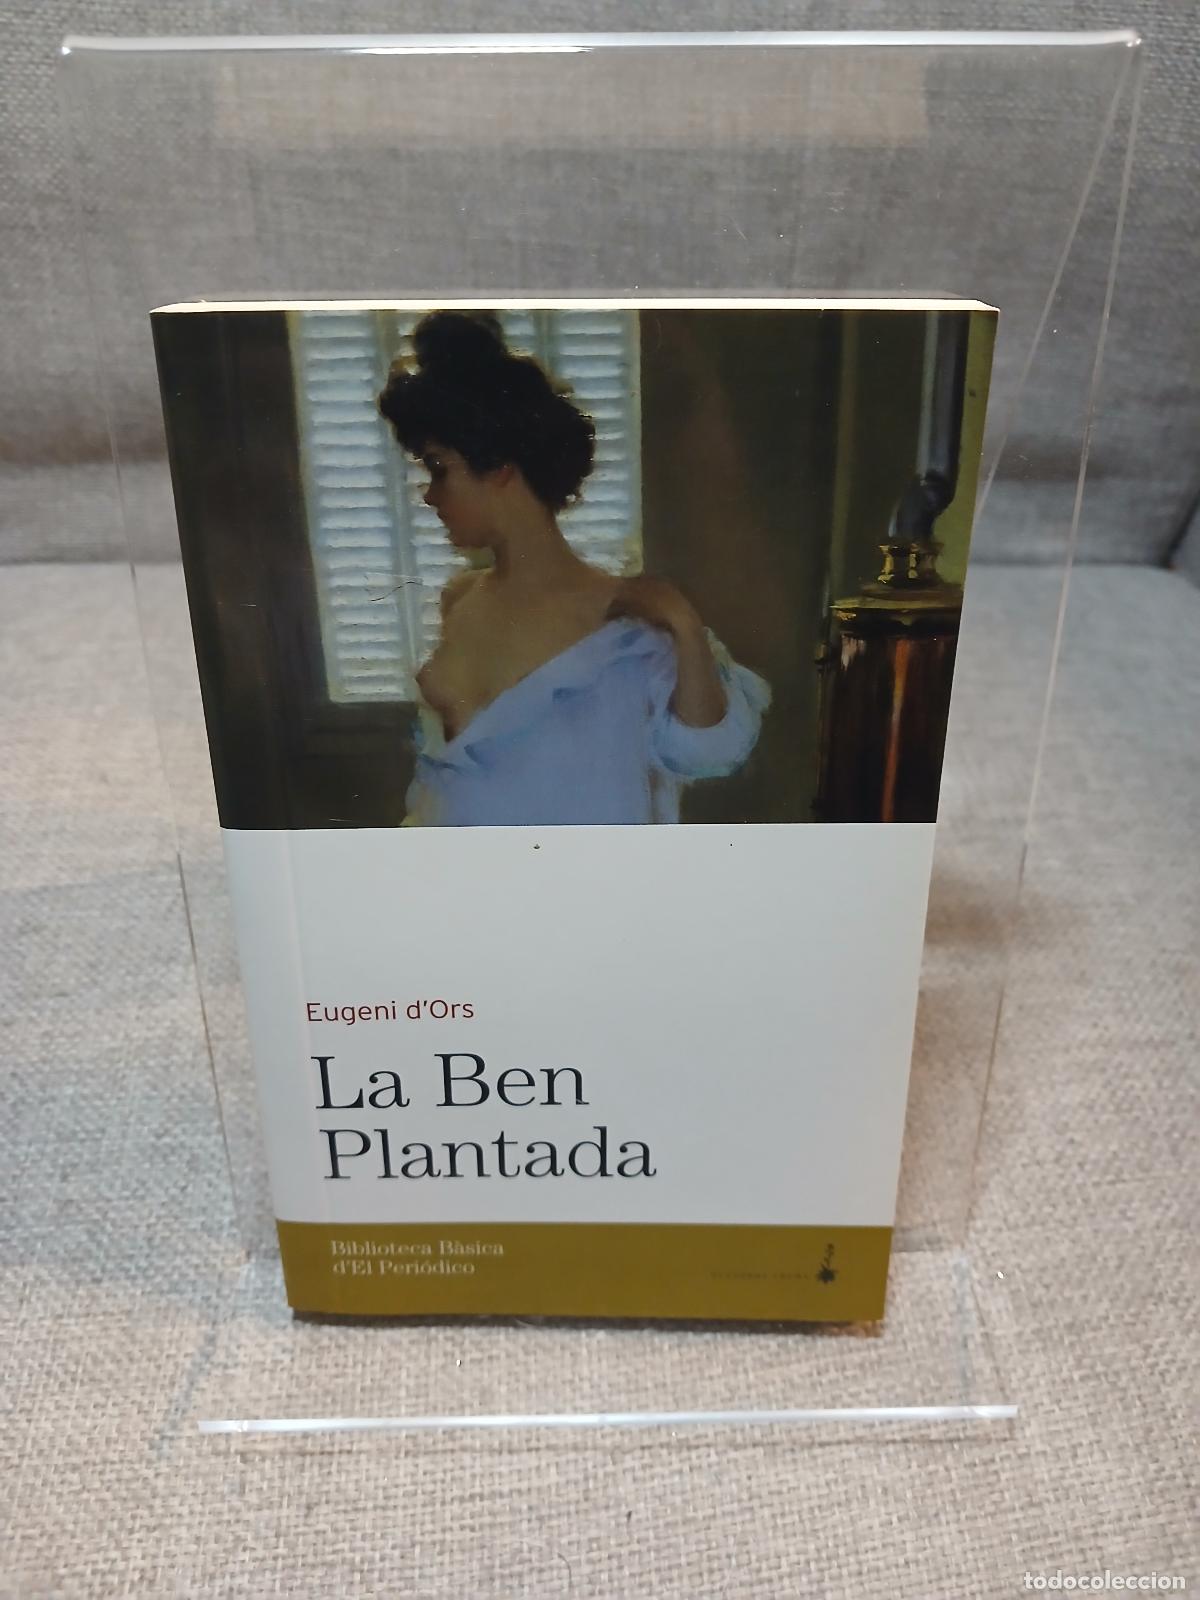 Eugeni d'Ors
La Ben
Plantada
Biblioteca Bàsica
d'El Periódico
todocoleccion